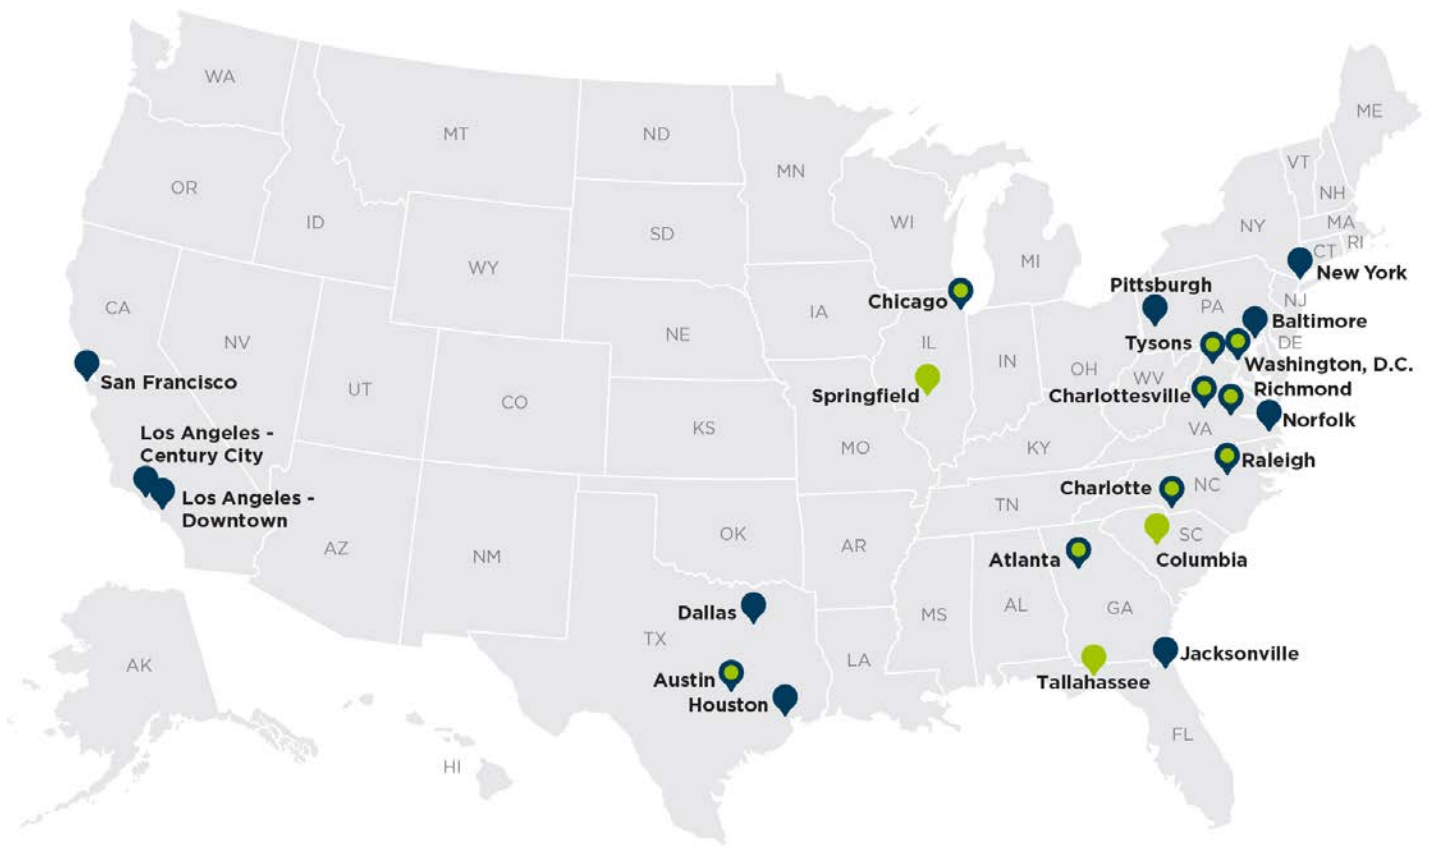 WA
MT
ND
MN
ME
VT
NH
OR
ID
SD
WI
NY
MA
WY
MI
CT
RI
New York
Pittsburgh
Chicago
CA
IA
PA
NJ
Baltimore
NV
NE
IL
Tysons
DE
IN
OH
WV
Washington, D.C.
San Francisco
UT
CO
Springfield
Charlottesville
Richmond
Norfolk
KS
MO
KY
VA
Los Angeles -
Century City
Raleigh
Los Angeles -
Downtown
Charlotte
NC
TN
AZ
NM
OK
AR
SC
Atlanta
Columbia
Dallas
MS
AL
GA
TX
AK
LA
Jacksonville
Austin
Tallahassee
Houston
FL
HI